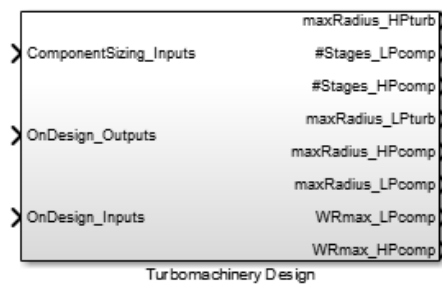 maxRadius_HPturb
ComponentSizing_Inputs
#Stages_LPcomp
#Stages_HPcomp
maxRadius_LPturb
OnDesign_Outputs
maxRadius_HPcomp
maxRadius_LPcomp
OnDesign_Inputs
WRmax_LPcomp
WRmax_HPcomp
Turbomachinery Design